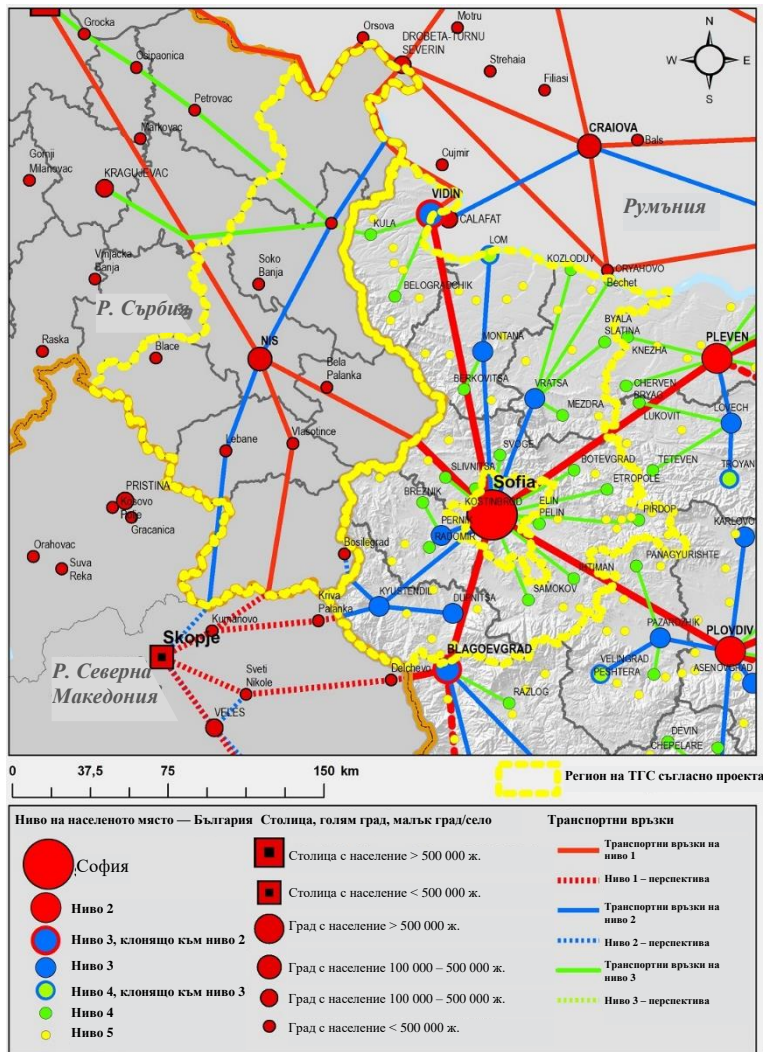 Grocka
Orsova
Motru
DROBETA-TURNU
SEVERIN
N
W
E
S
Osipaonica
Strehaia
Filiasi
Petrovac
Markovac
CRAIOVA
Bals
Gornji
Milanovac
Cujmir
KRAGUJEVAC
VIDIN
CALAFAT
Румъния
KULA
LOM
Vrnjacka
Banja
Soko
Banja
KOZLODUY
ORYAHOVO
Bechet
BELOGRADCHIK
Р. Сърбия
BYALA
SLATINA
NIS
MONTANA
PLEVEN
Raska
Blace
KNEZHA
Bela
Palanka
BERKOVITSA
VRATSA
CHERVEN
BRYAG
MEZDRA
LUKOVIT
LOVECH
Lebane
Vlasotince
SVOGE
BOTEVGRAD
TETEVEN
TROYAN
SLIVNITSA
Sofia
PRISTINA
Kosovo
Polje
Gracanica
BREZNIK
KOSTINBROD
ETROPOLE
ELIN
PELIN
PERNIK
PIRDOP
RADOMIR
KARLOVO
Orahovac
Suva
Reka
Bosilegrad
PANAGYURISHTE
IHTIMAN
KYUSTENDIL
SAMOKOV
DUPNITSA
Kriva
Palanka
Kumanovo
PAZARDZHIK
PLOVDIV
Skopje
BLAGOEVGRAD
VELINGRAD
PESHTERA
ASENOVGRAD
Р. Северна
Македония
Sveti
Nikole
Delchevo
RAZLOG
VELES
DEVIN
CHEPELARE
0 37,5 75 150 km
Регион на ТГС съгласно проекта
Ниво на населеното място — България
София
Ниво 2
Ниво 3, клонящо към ниво 2
Ниво 3
Ниво 4, клонящо към ниво 3
Ниво 4
Ниво 5
Столица, голям град, малък град/село
Столица с население > 500 000 ж.
Столица с население < 500 000 ж.
Град с население > 500 000 ж.
Град с население 100 000 – 500 000 ж.
Град с население 100 000 – 500 000 ж.
Град с население < 500 000 ж.
Транспортни връзки
Транспортни връзки на
ниво 1
Ниво 1 – перспектива
Транспортни връзки на
ниво 2
Ниво 2 – перспектива
Транспортни връзки на
ниво 3
Ниво 3 – перспектива